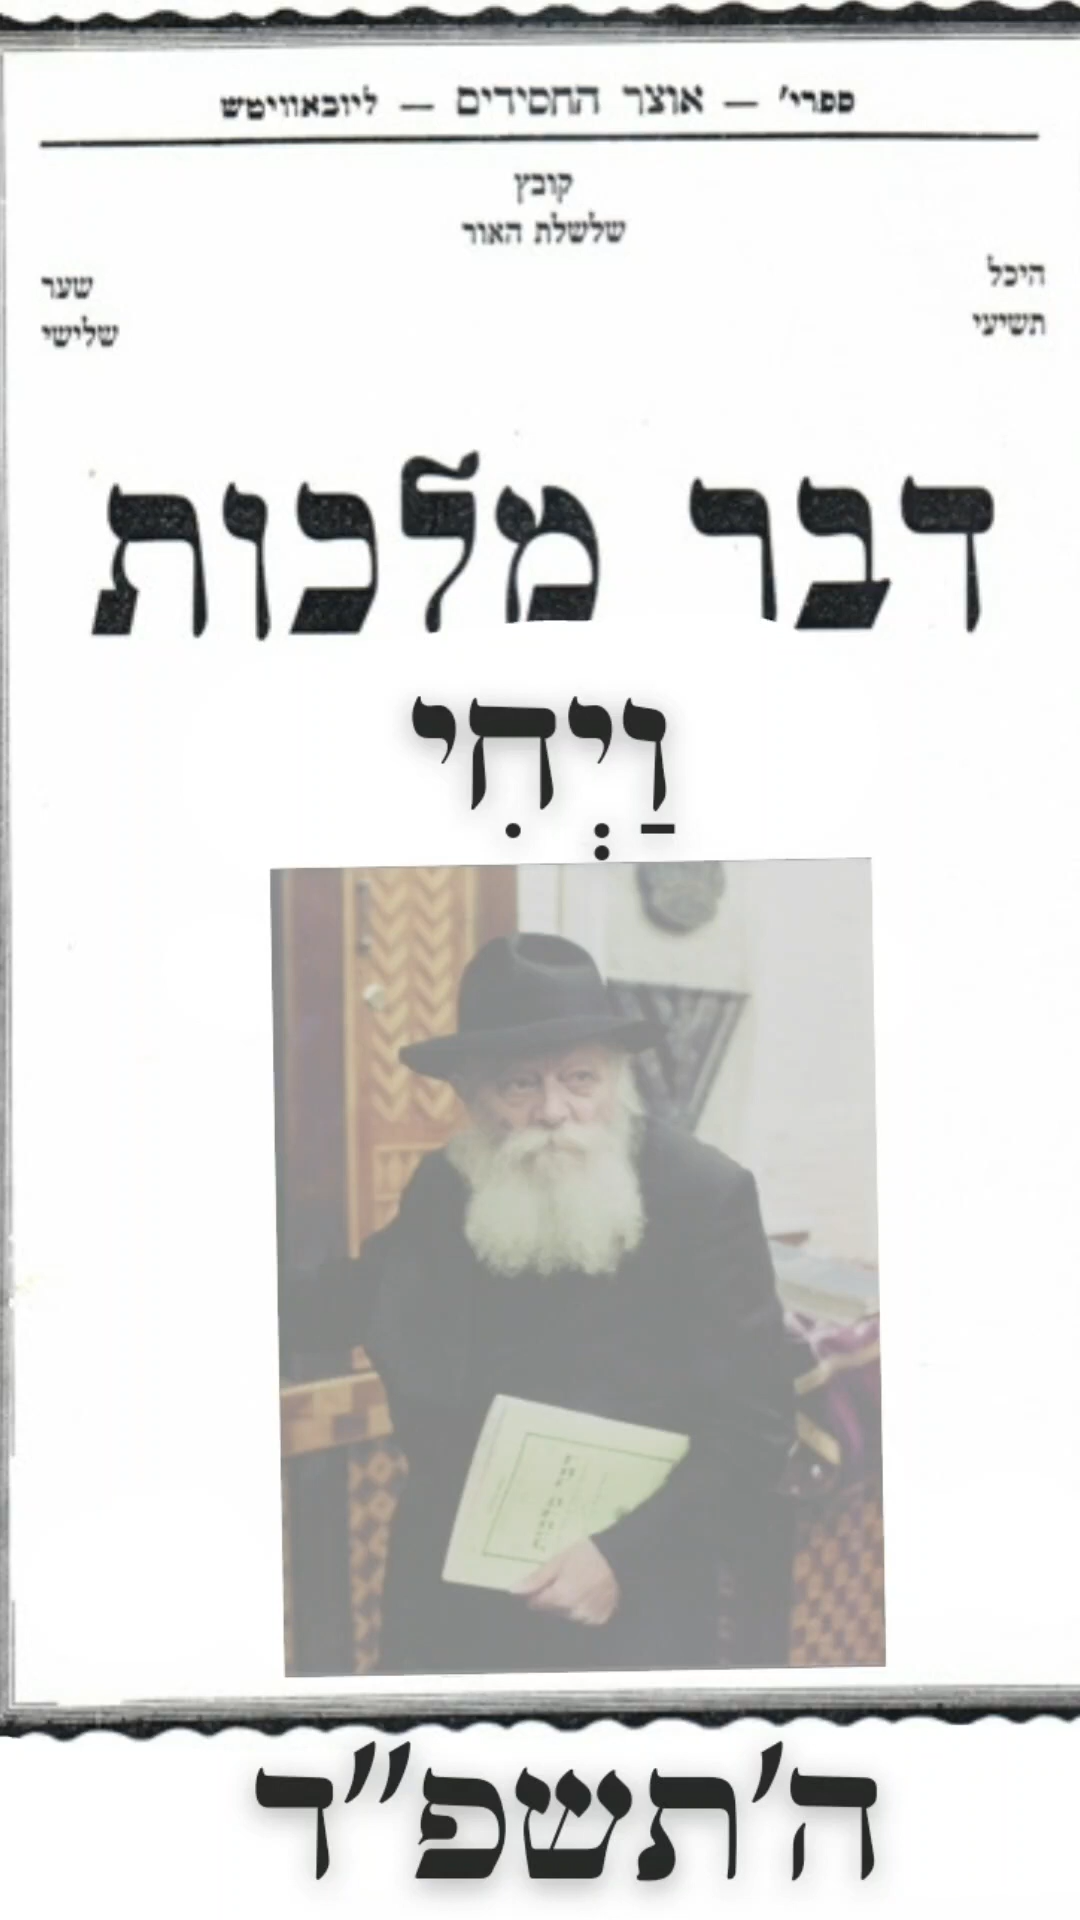 ספרי' — אוצר החסידים — ליובאוויטש
קובץ
שלשלת האור
היכל
תשיעי
שער
שלישי
דבר מלכות
וַיְחִי
ה'תשפ"ד